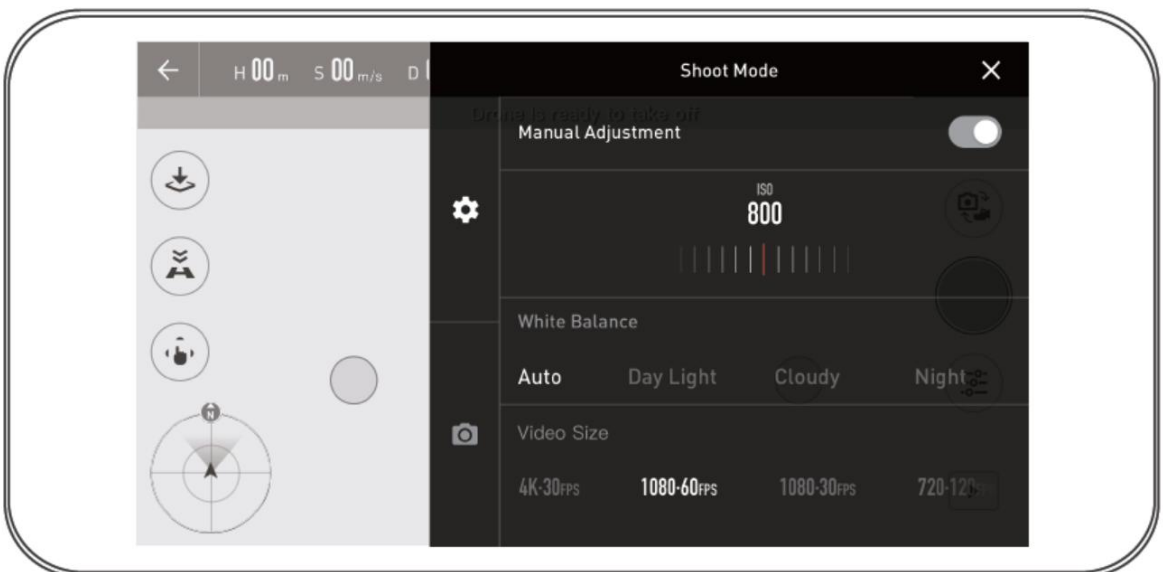 H 00 m S 00 m/s D
Shoot Mode
Drone is ready to take off
Manual Adjustment
ISO
800
White Balance
Auto Day Light Cloudy Night
Video Size
4K·30FPS 1080·60FPS 1080·30FPS 720·120FPS
N